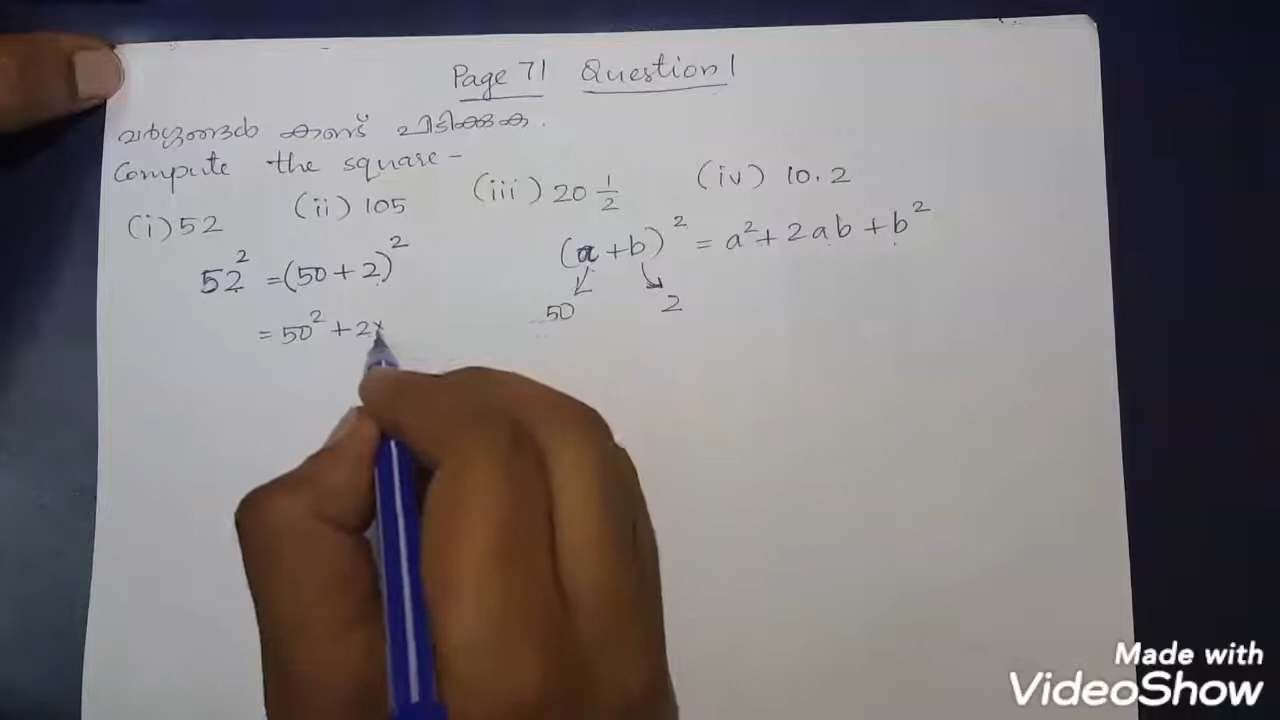 Page 71 Question 1
വർഗ്ഗങ്ങൾ കണ്ട് പിടിക്കുക.
Compute the square-
(i) 52 (ii) 105 (iii) 20 1/2 (iv) 10.2
52² = (50 + 2)² (a + b)² = a² + 2ab + b²
50 2
= 50² + 2x
Made with
VideoShow